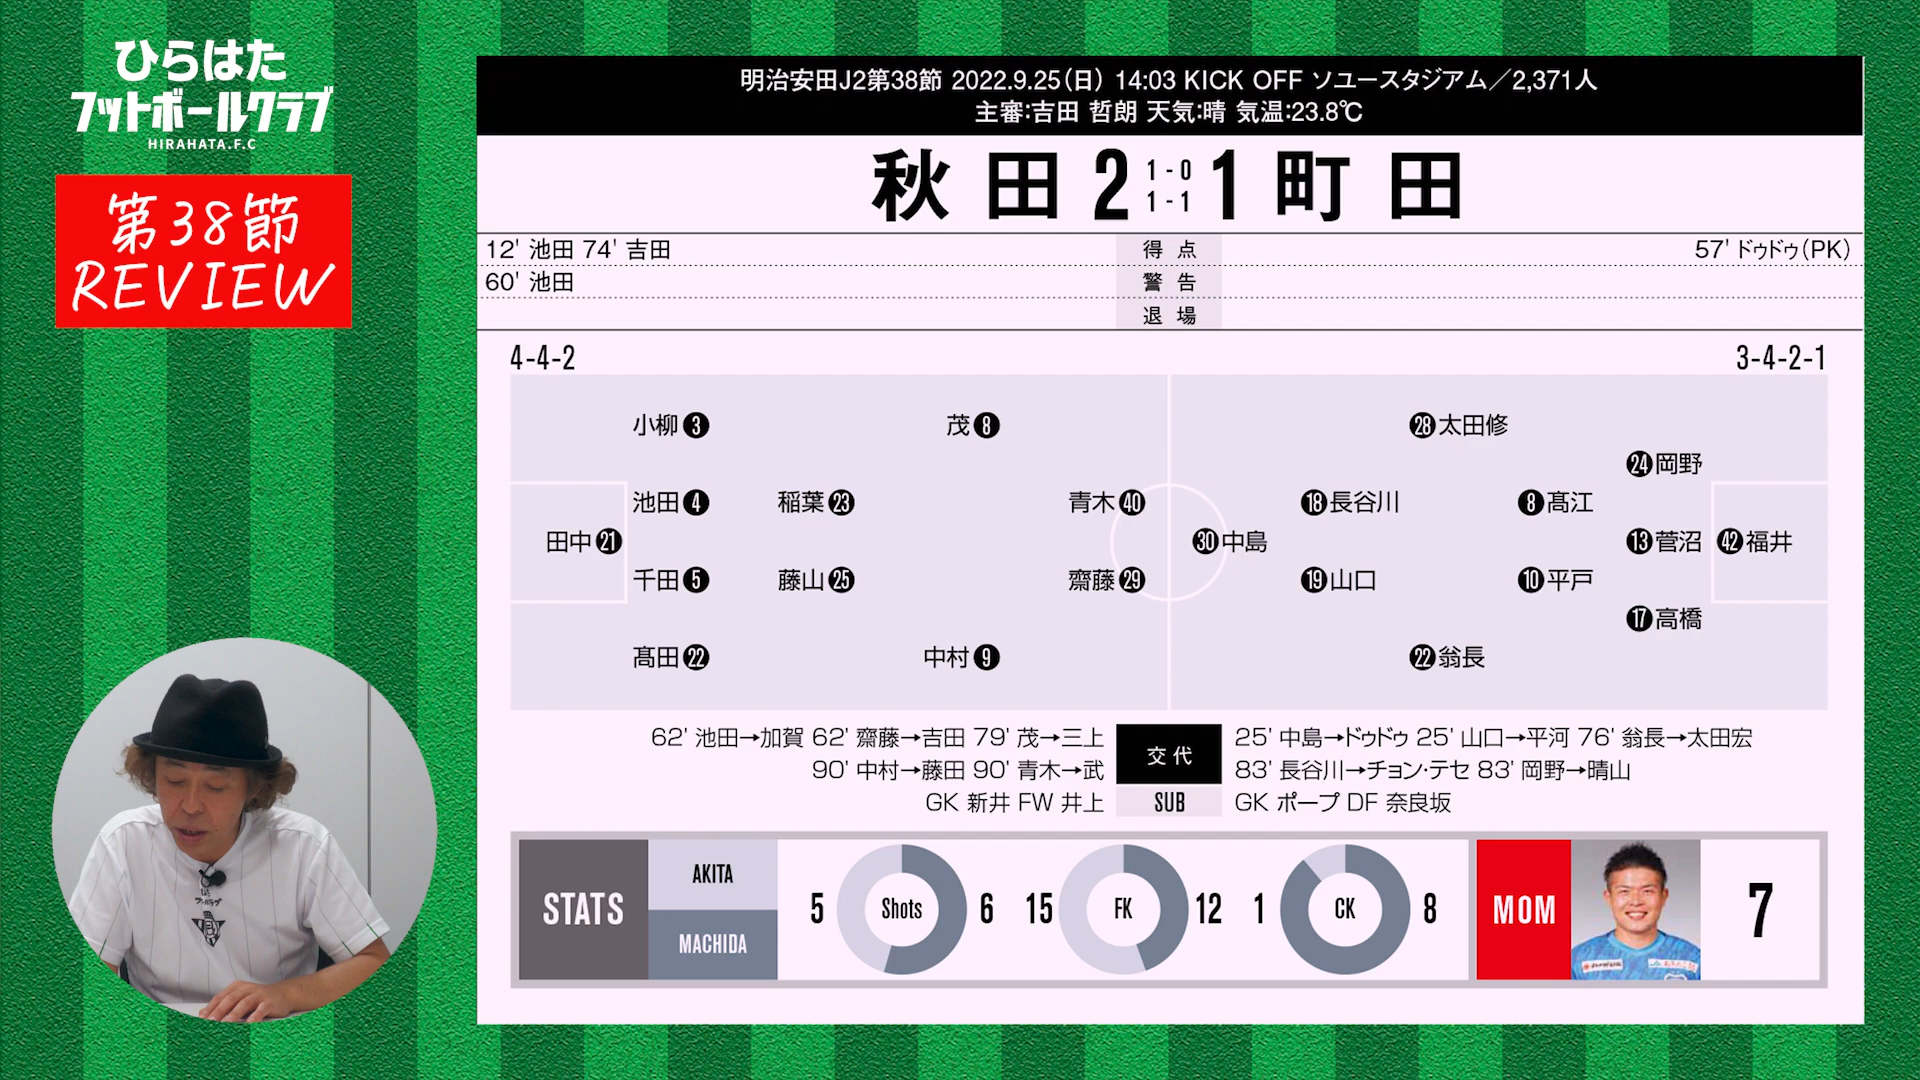 ひらはた
フットボールクラブ
HIRAHATA.F.C
第38節
REVIEW
明治安田J2第38節 2022.9.25(日) 14:03 KICK OFF ソユースタジアム/2,371人
主審:吉田 哲朗 天気:晴 気温:23.8℃
秋田 2 1-0 1 町田
1-1
12' 池田 74' 吉田 得点 57' ドゥドゥ(PK)
60' 池田 警告
退場
4-4-2 3-4-2-1
小柳 3 茂 8 28 太田修
24 岡野
池田 4 稲葉 23 青木 40 18 長谷川 8 髙江
田中 21 30 中島 13 菅沼 42 福井
千田 5 藤山 25 齋藤 29 19 山口 10 平戸
17 高橋
髙田 22 中村 9 22 翁長
62' 池田→加賀 62' 齋藤→吉田 79' 茂→三上 交代 25' 中島→ドゥドゥ 25' 山口→平河 76' 翁長→太田宏
90' 中村→藤田 90' 青木→武 83' 長谷川→チョン・テセ 83' 岡野→晴山
GK 新井 FW 井上 SUB GK ポープ DF 奈良坂
STATS AKITA MACHIDA 5 Shots 6 15 FK 12 1 CK 8 MOM 7